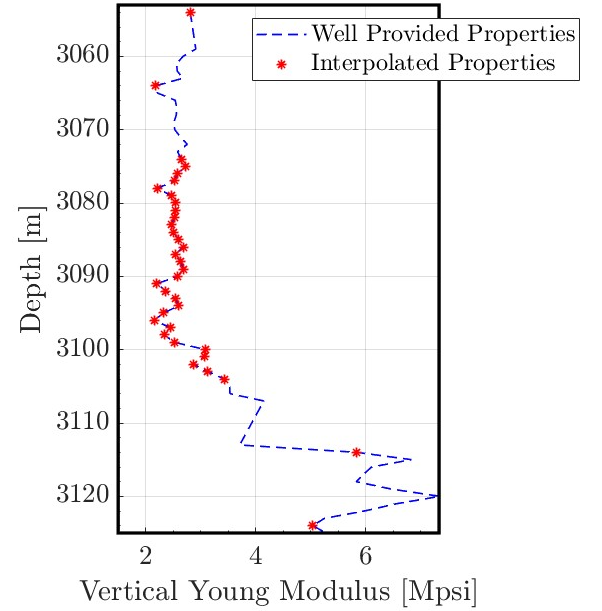 Well Provided Properties
Interpolated Properties
3060
3070
3080
3090
3100
3110
3120
Depth [m]
2 4 6
Vertical Young Modulus [Mpsi]